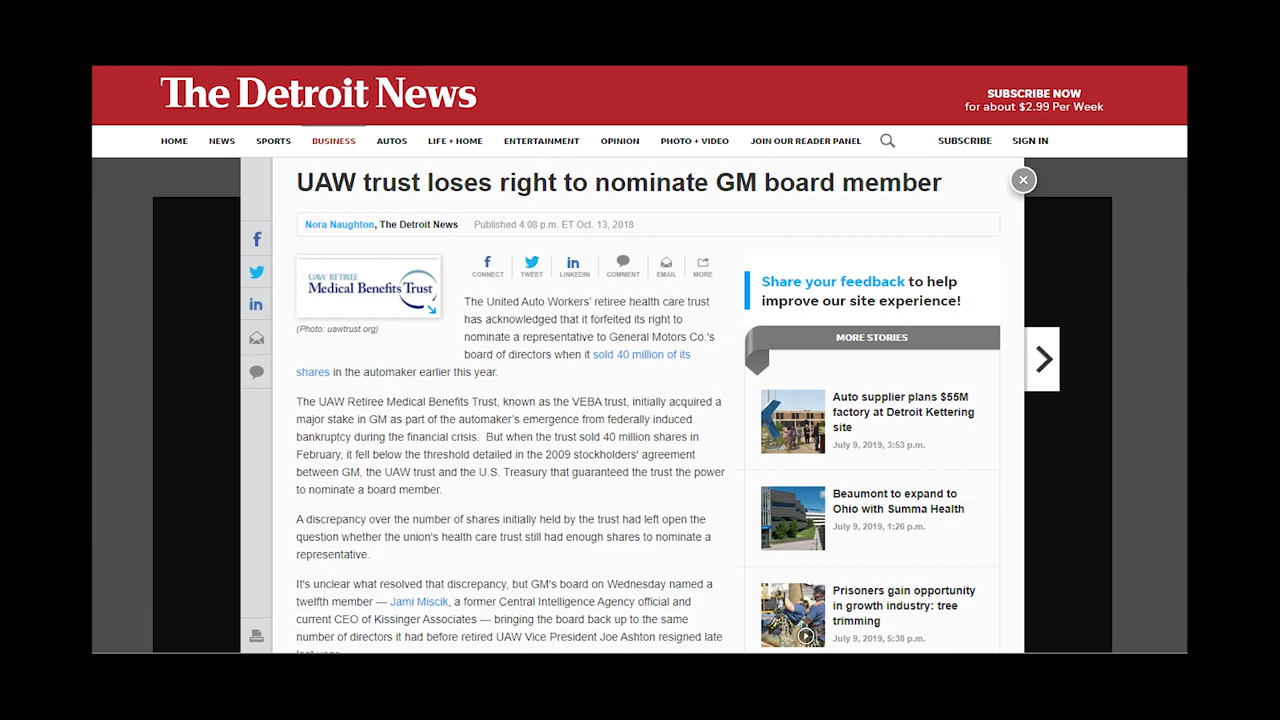 The Detroit News
SUBSCRIBE NOW
for about $2.99 Per Week
HOME NEWS SPORTS BUSINESS AUTOS LIFE + HOME ENTERTAINMENT OPINION PHOTO + VIDEO JOIN OUR READER PANEL SUBSCRIBE SIGN IN
UAW trust loses right to nominate GM board member
Nora Naughton, The Detroit News Published 4:08 p.m. ET Oct. 13, 2018
UAW RETIREE
Medical Benefits Trust
(Photo: uawtrust.org)
CONNECT TWEET LINKEDIN COMMENT EMAIL MORE
The United Auto Workers' retiree health care trust
has acknowledged that it forfeited its right to
nominate a representative to General Motors Co.'s
board of directors when it sold 40 million of its
shares in the automaker earlier this year.
The UAW Retiree Medical Benefits Trust, known as the VEBA trust, initially acquired a
major stake in GM as part of the automaker's emergence from federally induced
bankruptcy during the financial crisis. But when the trust sold 40 million shares in
February, it fell below the threshold detailed in the 2009 stockholders' agreement
between GM, the UAW trust and the U.S. Treasury that guaranteed the trust the power
to nominate a board member.
A discrepancy over the number of shares initially held by the trust had left open the
question whether the union's health care trust still had enough shares to nominate a
representative.
It's unclear what resolved that discrepancy, but GM's board on Wednesday named a
twelfth member — Jami Miscik, a former Central Intelligence Agency official and
current CEO of Kissinger Associates — bringing the board back up to the same
number of directors it had before retired UAW Vice President Joe Ashton resigned late
Share your feedback to help
improve our site experience!
MORE STORIES
Auto supplier plans $55M
factory at Detroit Kettering
site
July 9, 2019, 3:53 p.m.
Beaumont to expand to
Ohio with Summa Health
July 9, 2019, 1:26 p.m.
Prisoners gain opportunity
in growth industry: tree
trimming
July 9, 2019, 5:38 p.m.